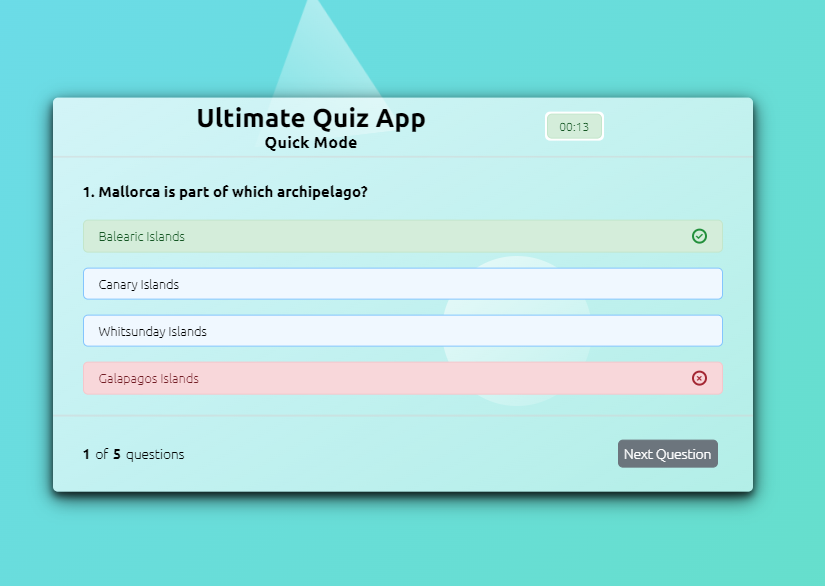 Ultimate Quiz App
Quick Mode
00:13
1. Mallorca is part of which archipelago?
Balearic Islands
Canary Islands
Whitsunday Islands
Galapagos Islands
1 of 5 questions
Next Question